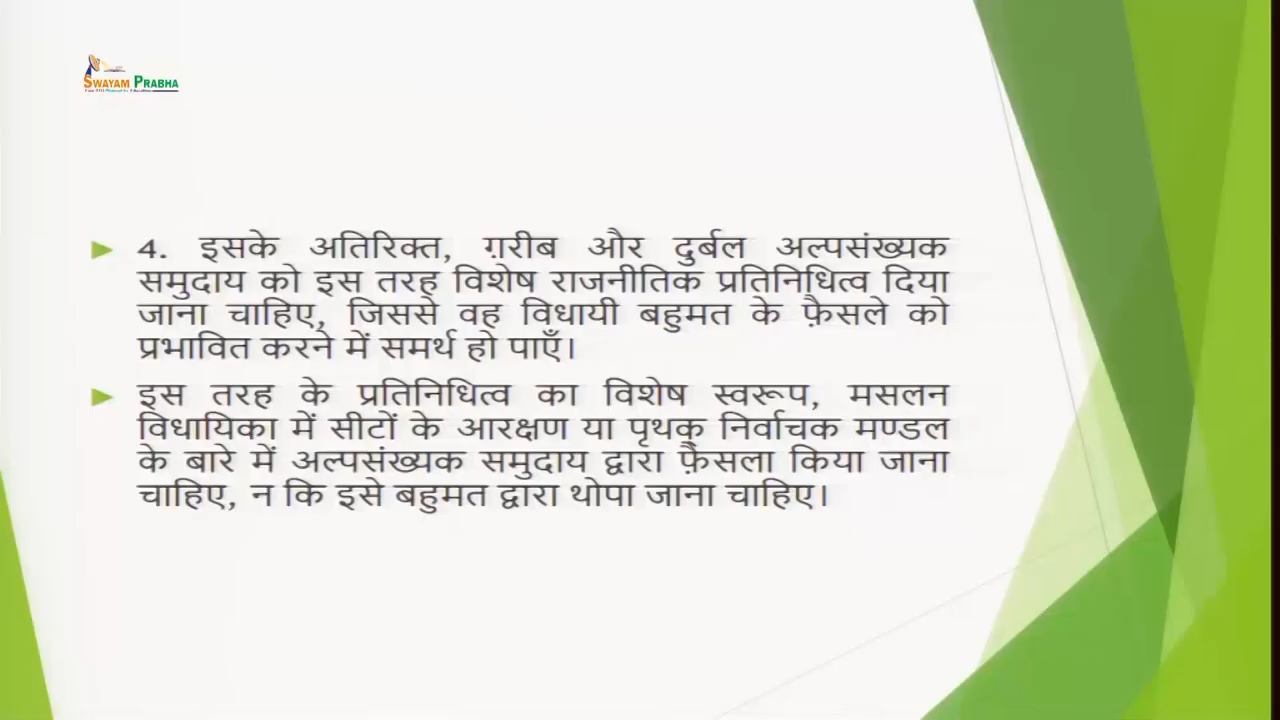 SWAYAM PRABHA
4. इसके अतिरिक्त, ग़रीब और दुर्बल अल्पसंख्यक
समुदाय को इस तरह विशेष राजनीतिक प्रतिनिधित्व दिया
जाना चाहिए, जिससे वह विधायी बहुमत के फ़ैसले को
प्रभावित करने में समर्थ हो पाएँ।
इस तरह के प्रतिनिधित्व का विशेष स्वरूप, मसलन
विधायिका में सीटों के आरक्षण या पृथक् निर्वाचक मण्डल
के बारे में अल्पसंख्यक समुदाय द्वारा फ़ैसला किया जाना
चाहिए, न कि इसे बहुमत द्वारा थोपा जाना चाहिए।